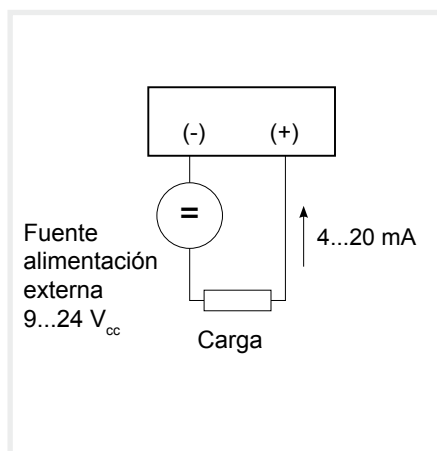 (-) (+)
=
Fuente
alimentación
externa
9...24 Vcc
4...20 mA
Carga